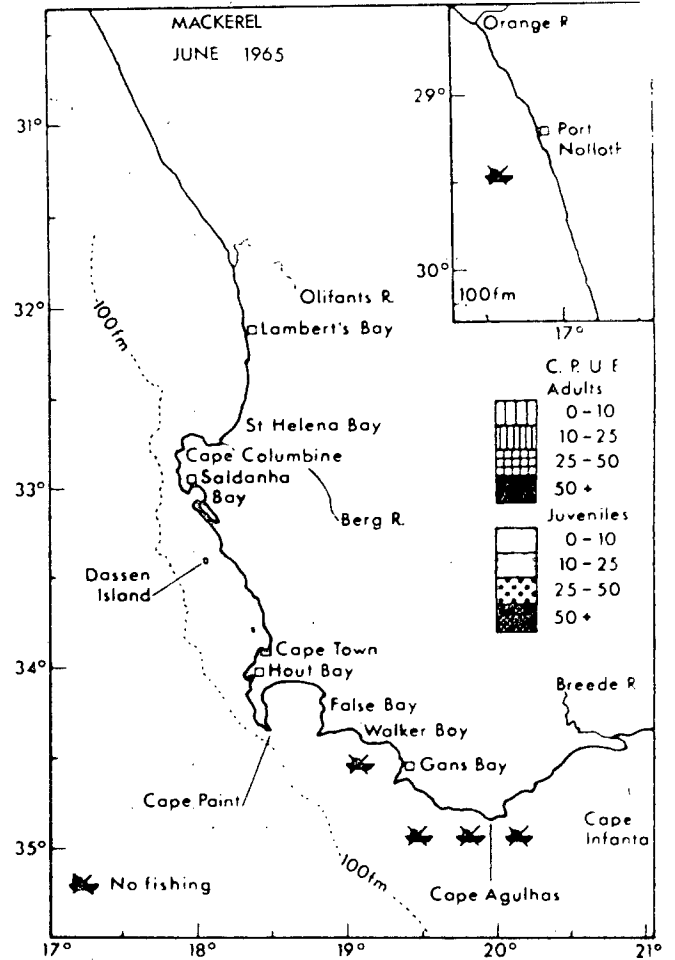 MACKEREL
JUNE 1965
Orange R
29°
Port
Nolloth
30°
100fm
17°
31°
32°
33°
34°
35°
100fm
Olifants R.
Lambert's Bay
St Helena Bay
Cape Columbine
Saldanha
Bay
Berg R.
Dassen
Island
Cape Town
Hout Bay
False Bay
Walker Bay
Gans Bay
Breede R
Cape Point
Cape
Infanta
Cape Agulhas
100fm
No fishing
C. P. U E
Adults
0-10
10-25
25-50
50+
Juveniles
0-10
10-25
25-50
50+
17° 18° 19° 20° 21°